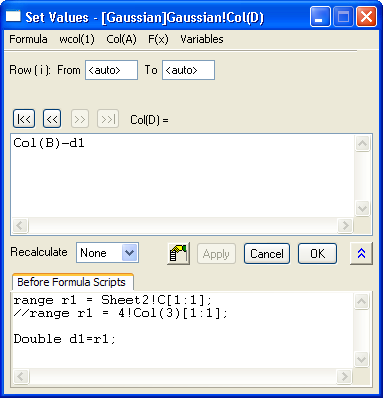 Set Values - [Gaussian]Gaussian!Col(D)
Formula wcol(1) Col(A) F(x) Variables
Row ( i ): From <auto> To <auto>
|<< << >> >>| Col(D) =
Col(B)-d1
Recalculate None Apply Cancel OK
Before Formula Scripts
range r1 = Sheet2!C[1:1];
//range r1 = 4!Col(3)[1:1];
Double d1=r1;